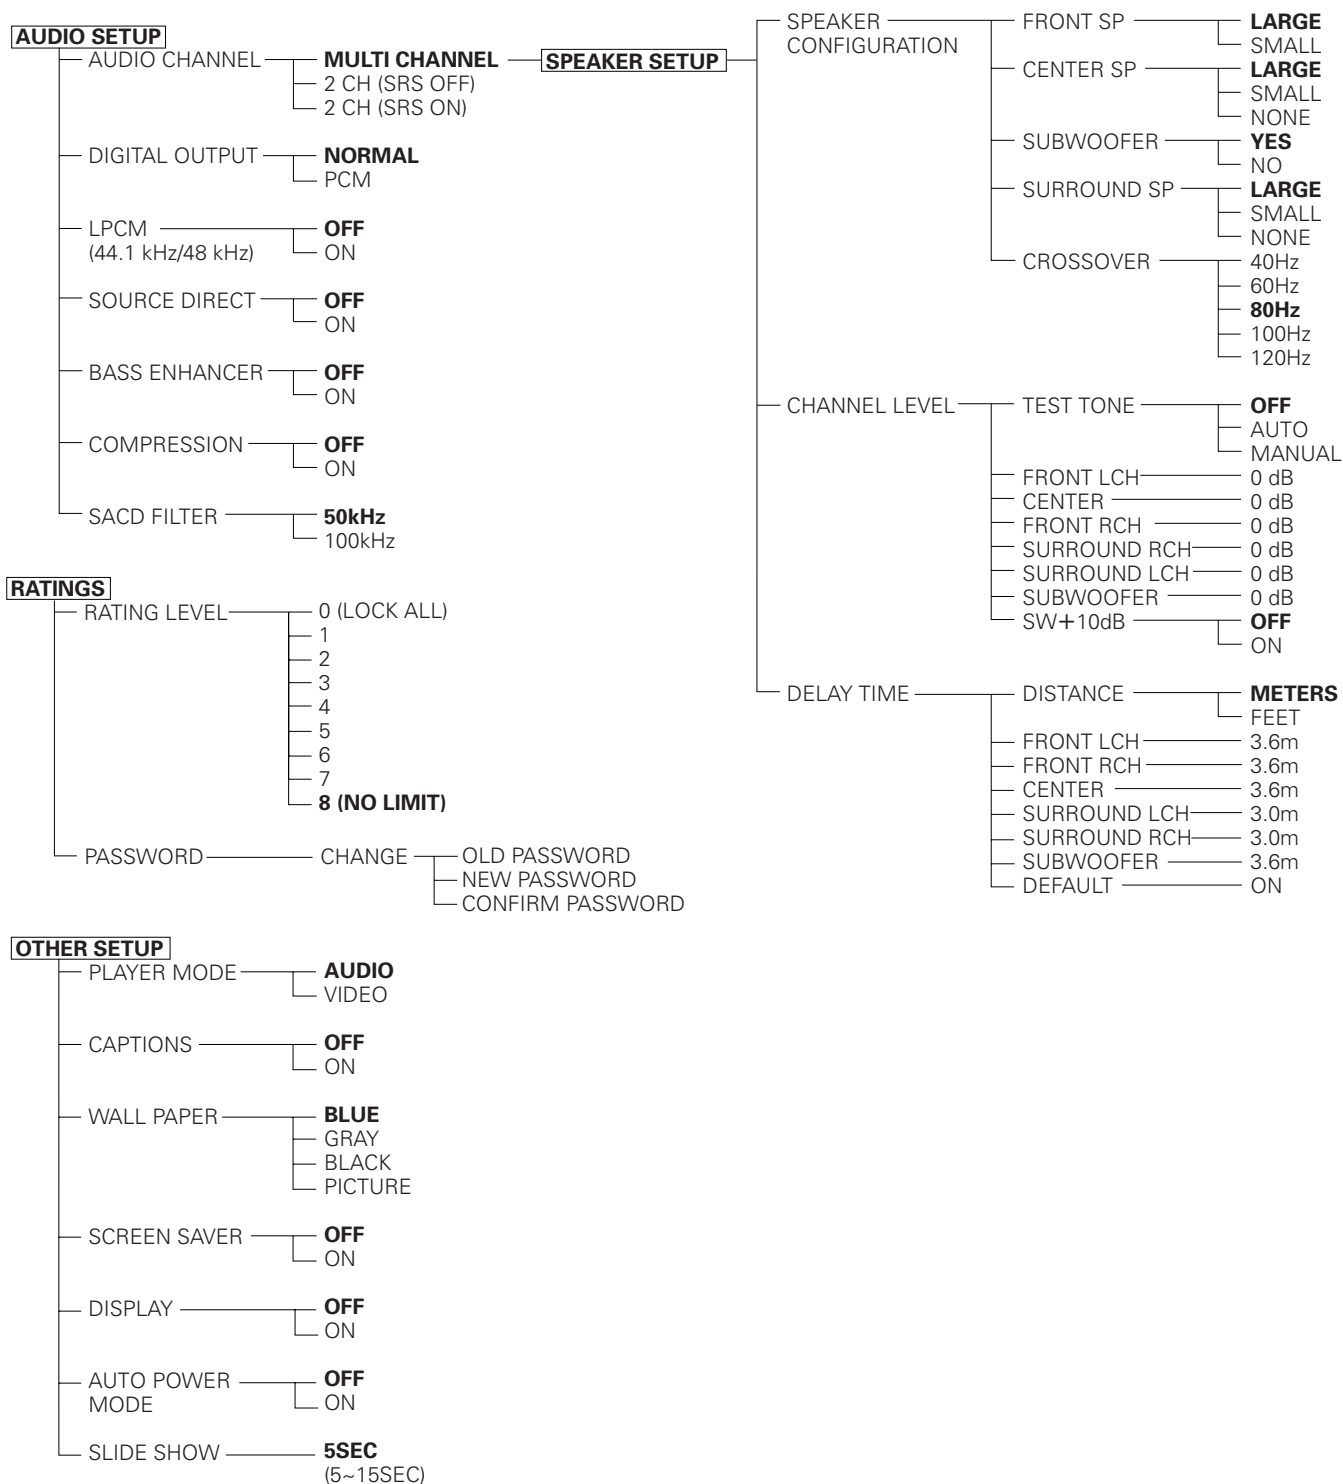 AUDIO SETUP
AUDIO CHANNEL
MULTI CHANNEL
2 CH (SRS OFF)
2 CH (SRS ON)
DIGITAL OUTPUT
NORMAL
PCM
LPCM
(44.1 kHz/48 kHz)
OFF
ON
SOURCE DIRECT
OFF
ON
BASS ENHANCER
OFF
ON
COMPRESSION
OFF
ON
SACD FILTER
50kHz
100kHz
SPEAKER SETUP
SPEAKER
CONFIGURATION
FRONT SP
LARGE
SMALL
CENTER SP
LARGE
SMALL
NONE
SUBWOOFER
YES
NO
SURROUND SP
LARGE
SMALL
NONE
CROSSOVER
40Hz
60Hz
80Hz
100Hz
120Hz
CHANNEL LEVEL
TEST TONE
OFF
AUTO
MANUAL
FRONT LCH 0 dB
CENTER 0 dB
FRONT RCH 0 dB
SURROUND RCH 0 dB
SURROUND LCH 0 dB
SUBWOOFER 0 dB
SW+10dB
OFF
ON
DELAY TIME
DISTANCE
METERS
FEET
FRONT LCH 3.6m
FRONT RCH 3.6m
CENTER 3.6m
SURROUND LCH 3.0m
SURROUND RCH 3.0m
SUBWOOFER 3.6m
DEFAULT ON
RATINGS
RATING LEVEL
0 (LOCK ALL)
1
2
3
4
5
6
7
8 (NO LIMIT)
PASSWORD
CHANGE
OLD PASSWORD
NEW PASSWORD
CONFIRM PASSWORD
OTHER SETUP
PLAYER MODE
AUDIO
VIDEO
CAPTIONS
OFF
ON
WALL PAPER
BLUE
GRAY
BLACK
PICTURE
SCREEN SAVER
OFF
ON
DISPLAY
OFF
ON
AUTO POWER
MODE
OFF
ON
SLIDE SHOW
5SEC
(5~15SEC)